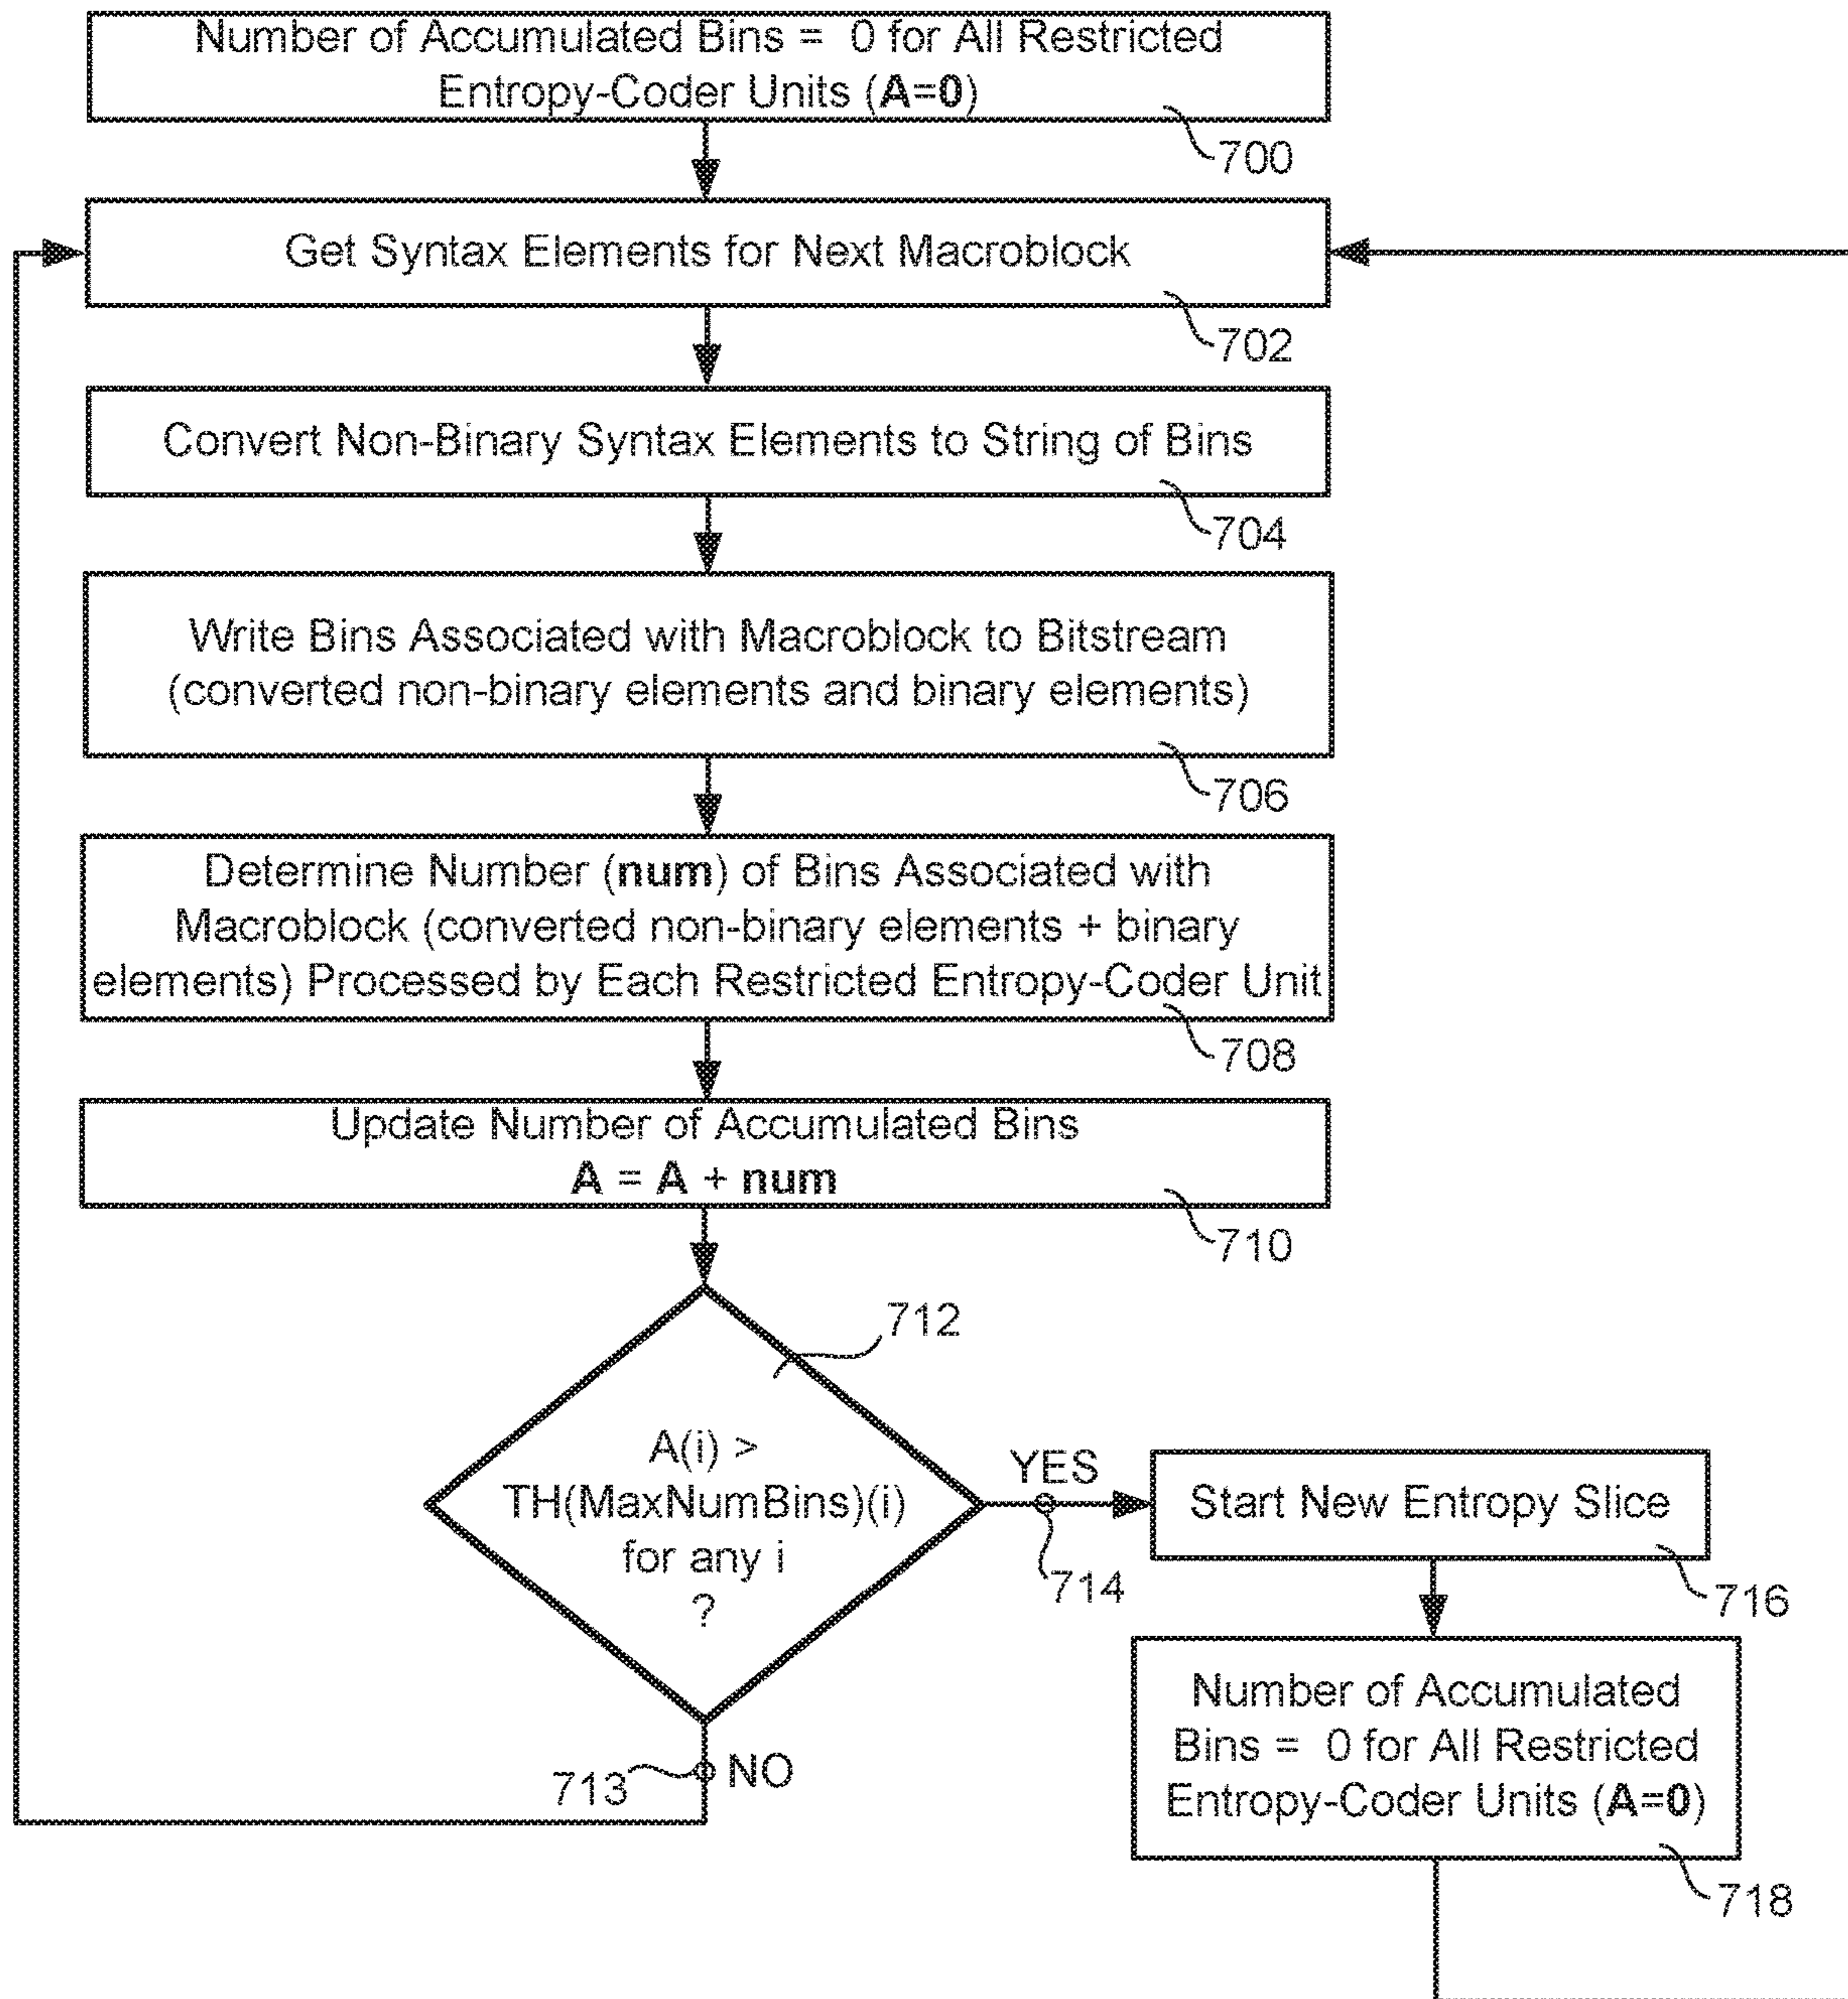 Number of Accumulated Bins = 0 for All Restricted
Entropy-Coder Units (A=0)
700
Get Syntax Elements for Next Macroblock
702
Convert Non-Binary Syntax Elements to String of Bins
704
Write Bins Associated with Macroblock to Bitstream
(converted non-binary elements and binary elements)
706
Determine Number (num) of Bins Associated with
Macroblock (converted non-binary elements + binary
elements) Processed by Each Restricted Entropy-Coder Unit
708
Update Number of Accumulated Bins
A = A + num
710
712
A(i) >
TH(MaxNumBins)(i)
for any i
?
YES
714
Start New Entropy Slice
716
Number of Accumulated
Bins = 0 for All Restricted
Entropy-Coder Units (A=0)
718
713
NO